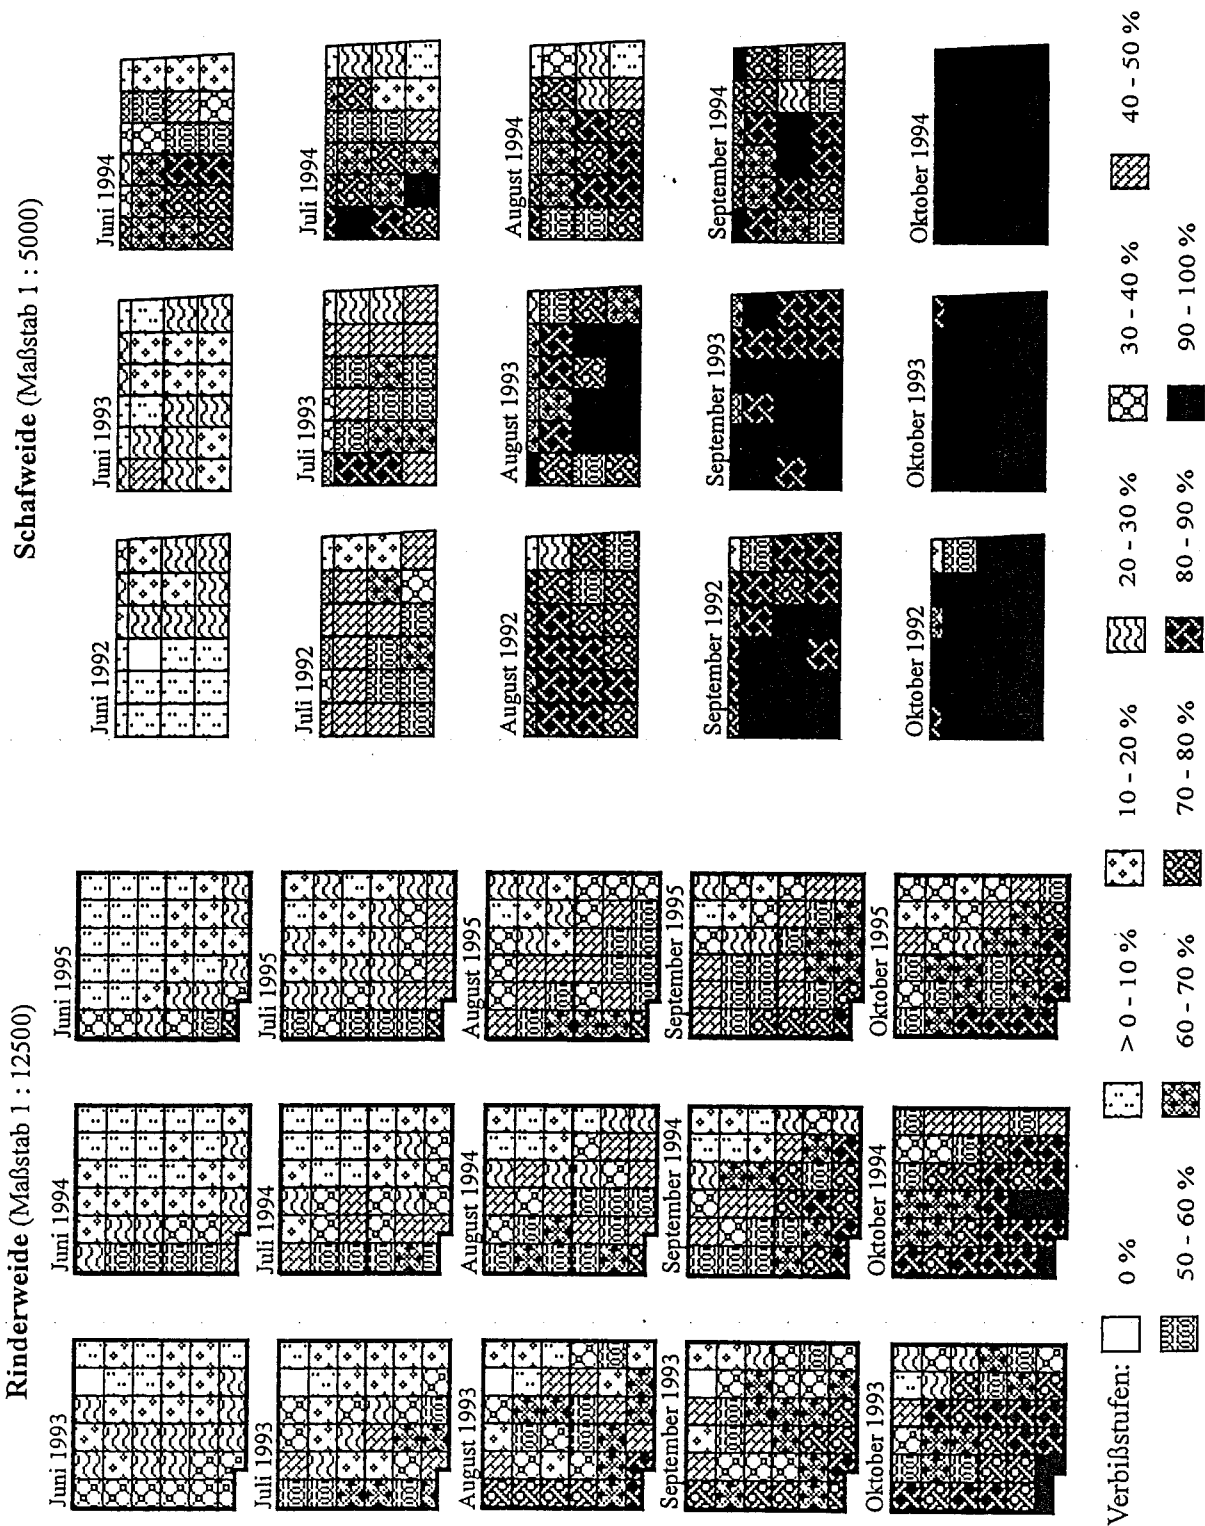 Rinderweide (Maßstab 1 : 12500)
Juni 1993
Juni 1994
Juni 1995
Juli 1993
Juli 1994
Juli 1995
August 1993
August 1994
August 1995
September 1993
September 1994
September 1995
Oktober 1993
Oktober 1994
Oktober 1995
Schafweide (Maßstab 1 : 5000)
Juni 1992
Juni 1993
Juni 1994
Juli 1992
Juli 1993
Juli 1994
August 1992
August 1993
August 1994
September 1992
September 1993
September 1994
Oktober 1992
Oktober 1993
Oktober 1994
Verbißstufen: 0 % > 0 - 10 % 10 - 20 % 20 - 30 % 30 - 40 % 40 - 50 %
50 - 60 % 60 - 70 % 70 - 80 % 80 - 90 % 90 - 100 %